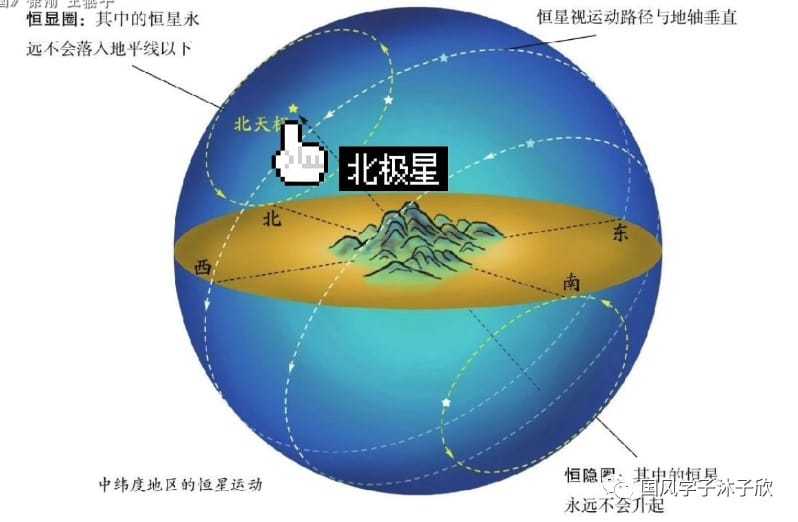 恒显圈：其中的恒星永
远不会落入地平线以下
恒星视运动路径与地轴垂直
北天极
北极星
北
东
西
南
中纬度地区的恒星运动
恒隐圈：其中的恒星
永远不会升起
国风学子沐子欣